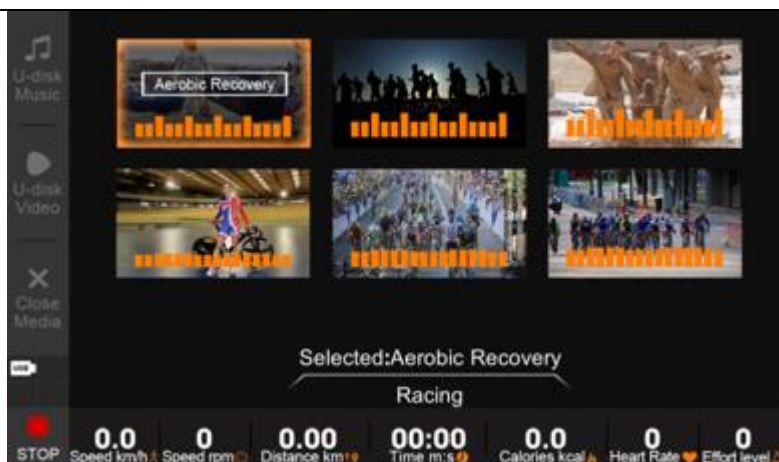 U-disk
Music
U-disk
Video
Close
Media
USB
Aerobic Recovery
Selected:Aerobic Recovery
Racing
STOP
0.0
Speed km/h
0
Speed rpm
0.00
Distance km
00:00
Time m:s
0.0
Calories kcal
0
Heart Rate
0
Effort level